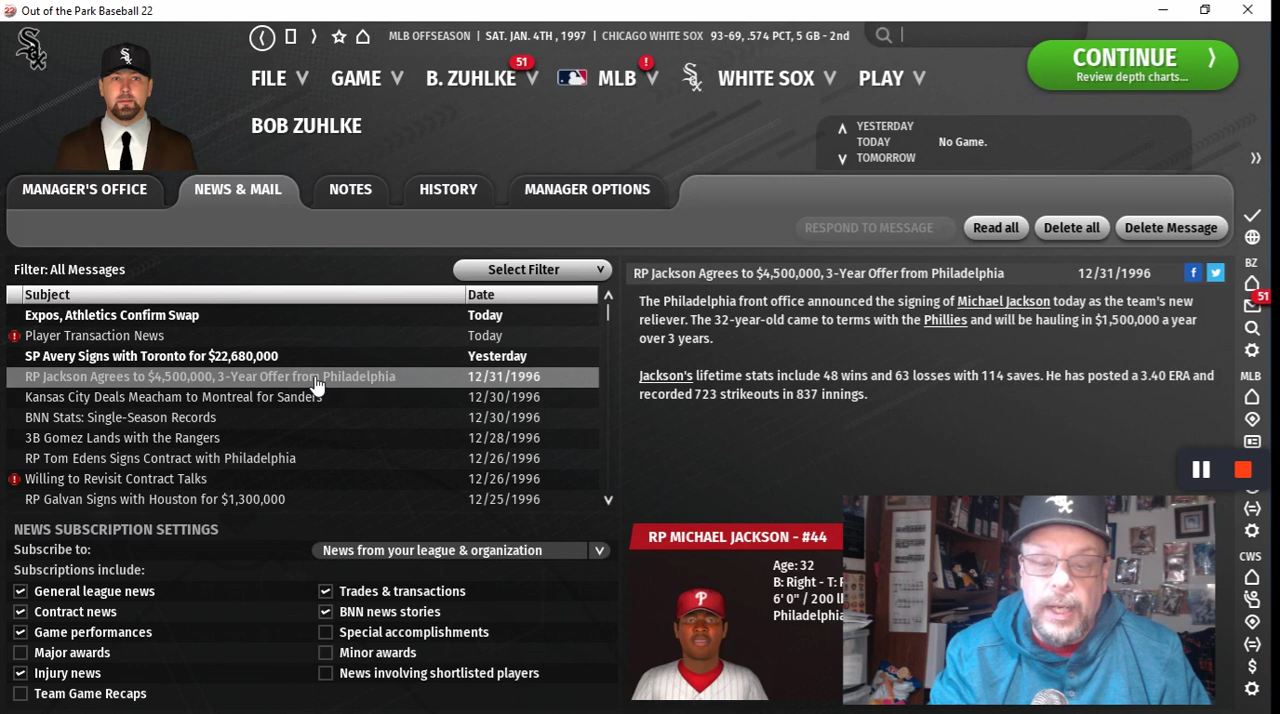 Out of the Park Baseball 22
MLB OFFSEASON | SAT. JAN. 4TH , 1997 | CHICAGO WHITE SOX 93-69, .574 PCT, 5 GB - 2nd
CONTINUE
Review depth charts...
FILE GAME B. ZUHLKE 51 MLB ! WHITE SOX PLAY
BOB ZUHLKE
YESTERDAY
TODAY No Game.
TOMORROW
MANAGER'S OFFICE NEWS & MAIL NOTES HISTORY MANAGER OPTIONS
RESPOND TO MESSAGE Read all Delete all Delete Message
Filter: All Messages Select Filter
Subject Date
Expos, Athletics Confirm Swap Today
Player Transaction News Today
SP Avery Signs with Toronto for $22,680,000 Yesterday
RP Jackson Agrees to $4,500,000, 3-Year Offer from Philadelphia 12/31/1996
Kansas City Deals Meacham to Montreal for Sanders 12/30/1996
BNN Stats: Single-Season Records 12/30/1996
3B Gomez Lands with the Rangers 12/28/1996
RP Tom Edens Signs Contract with Philadelphia 12/26/1996
Willing to Revisit Contract Talks 12/26/1996
RP Galvan Signs with Houston for $1,300,000 12/25/1996
NEWS SUBSCRIPTION SETTINGS
Subscribe to: News from your league & organization
Subscriptions include:
General league news Trades & transactions
Contract news BNN news stories
Game performances Special accomplishments
Major awards Minor awards
Injury news News involving shortlisted players
Team Game Recaps
RP Jackson Agrees to $4,500,000, 3-Year Offer from Philadelphia 12/31/1996
The Philadelphia front office announced the signing of Michael Jackson today as the team's new
reliever. The 32-year-old came to terms with the Phillies and will be hauling in $1,500,000 a year
over 3 years.
Jackson's lifetime stats include 48 wins and 63 losses with 114 saves. He has posted a 3.40 ERA and
recorded 723 strikeouts in 837 innings.
RP MICHAEL JACKSON - #44
Age: 32
B: Right - T:
6' 0" / 200
Philadelphia
BZ
51
MLB
CWS